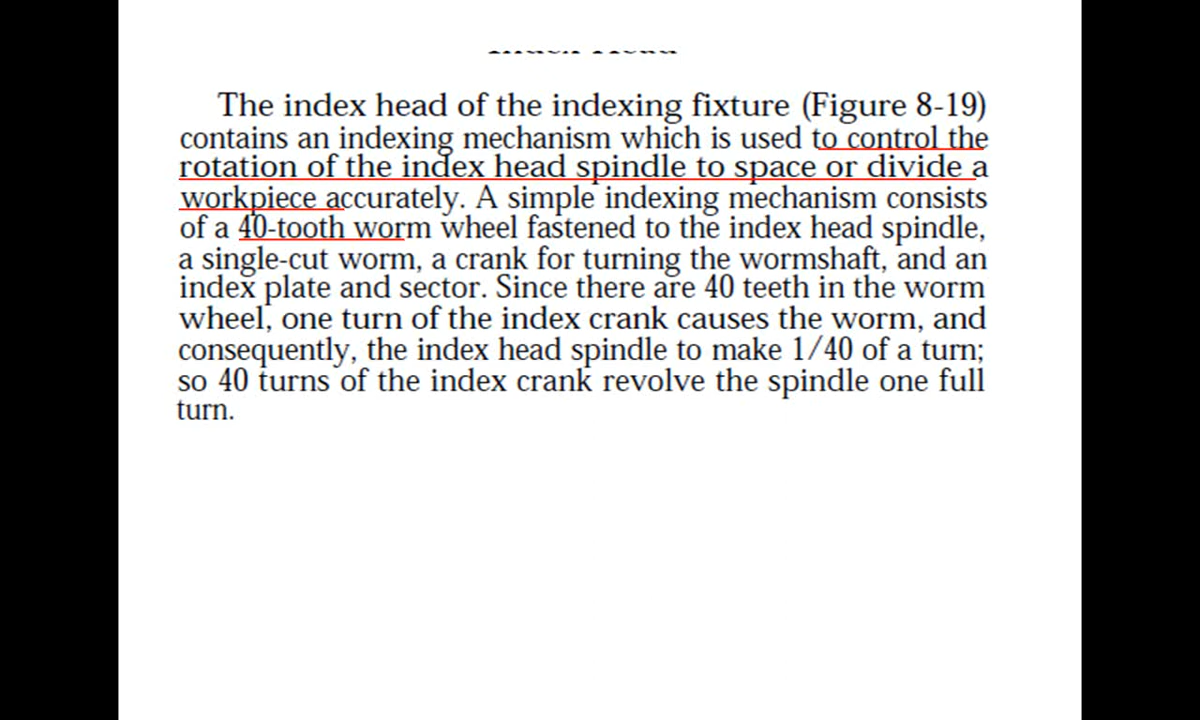 The index head of the indexing fixture (Figure 8-19)
contains an indexing mechanism which is used to control the
rotation of the index head spindle to space or divide a
workpiece accurately. A simple indexing mechanism consists
of a 40-tooth worm wheel fastened to the index head spindle,
a single-cut worm, a crank for turning the wormshaft, and an
index plate and sector. Since there are 40 teeth in the worm
wheel, one turn of the index crank causes the worm, and
consequently, the index head spindle to make 1/40 of a turn;
so 40 turns of the index crank revolve the spindle one full
turn.